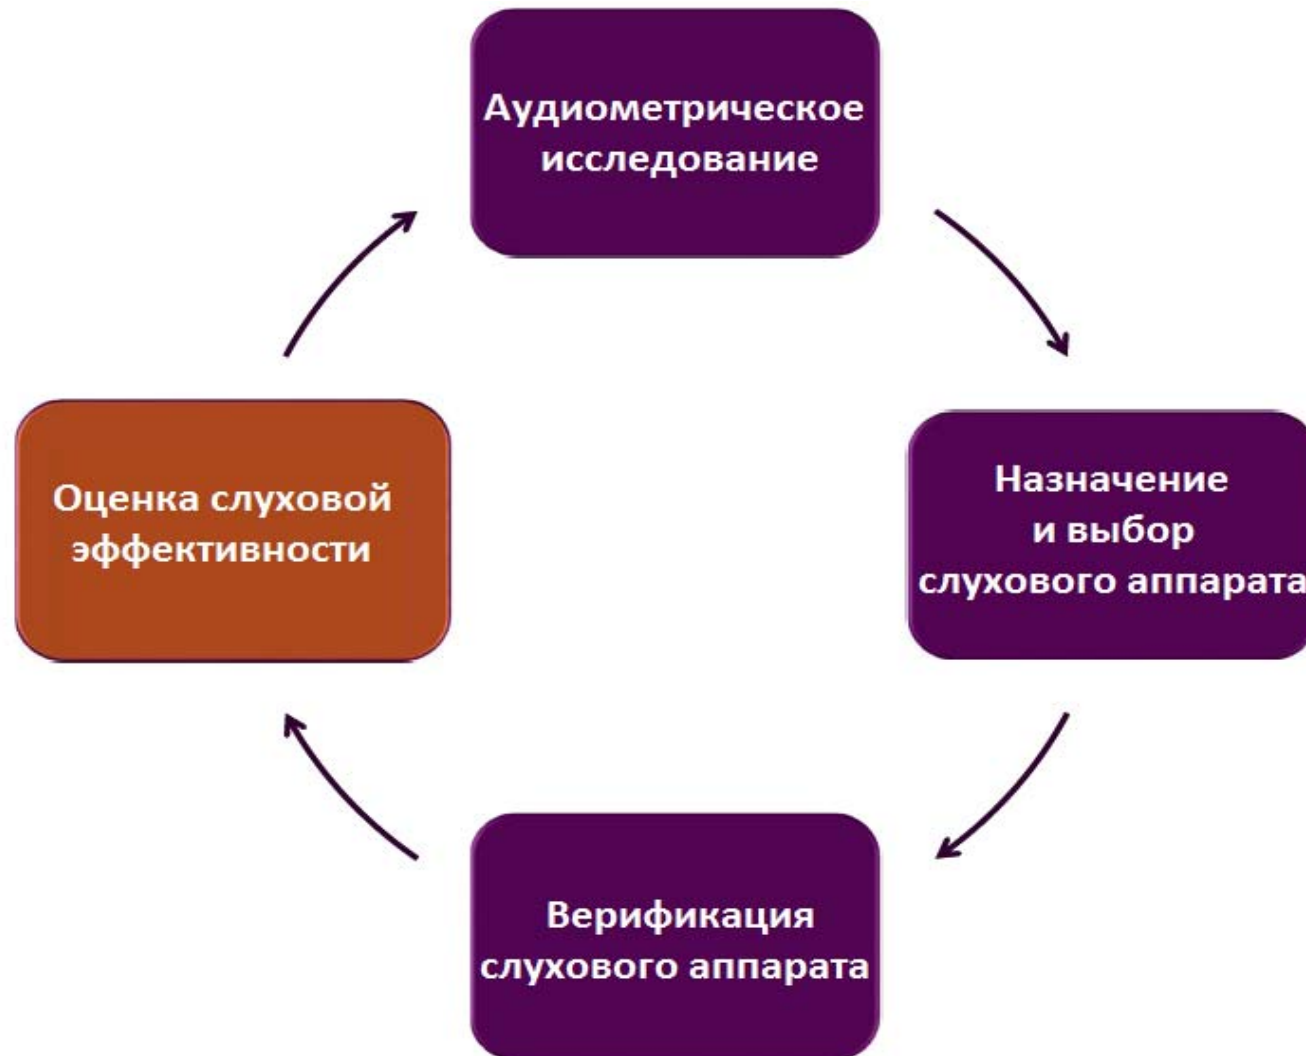 Аудиометрическое
исследование
Назначение
и выбор
слухового аппарата
Верификация
слухового аппарата
Оценка слуховой
эффективности